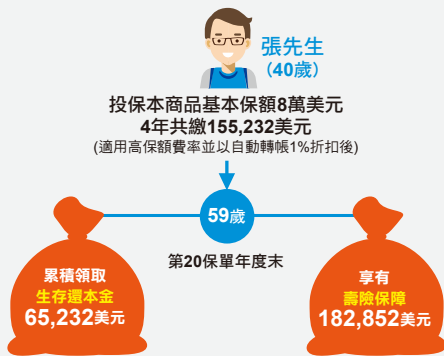 張先生
(40歲)
投保本商品基本保額8萬美元
4年共繳155,232美元
(適用高保額費率並以自動轉帳1%折扣後)
59歲
第20保單年度末
累積領取
生存還本金
65,232美元
享有
壽險保障
182,852美元